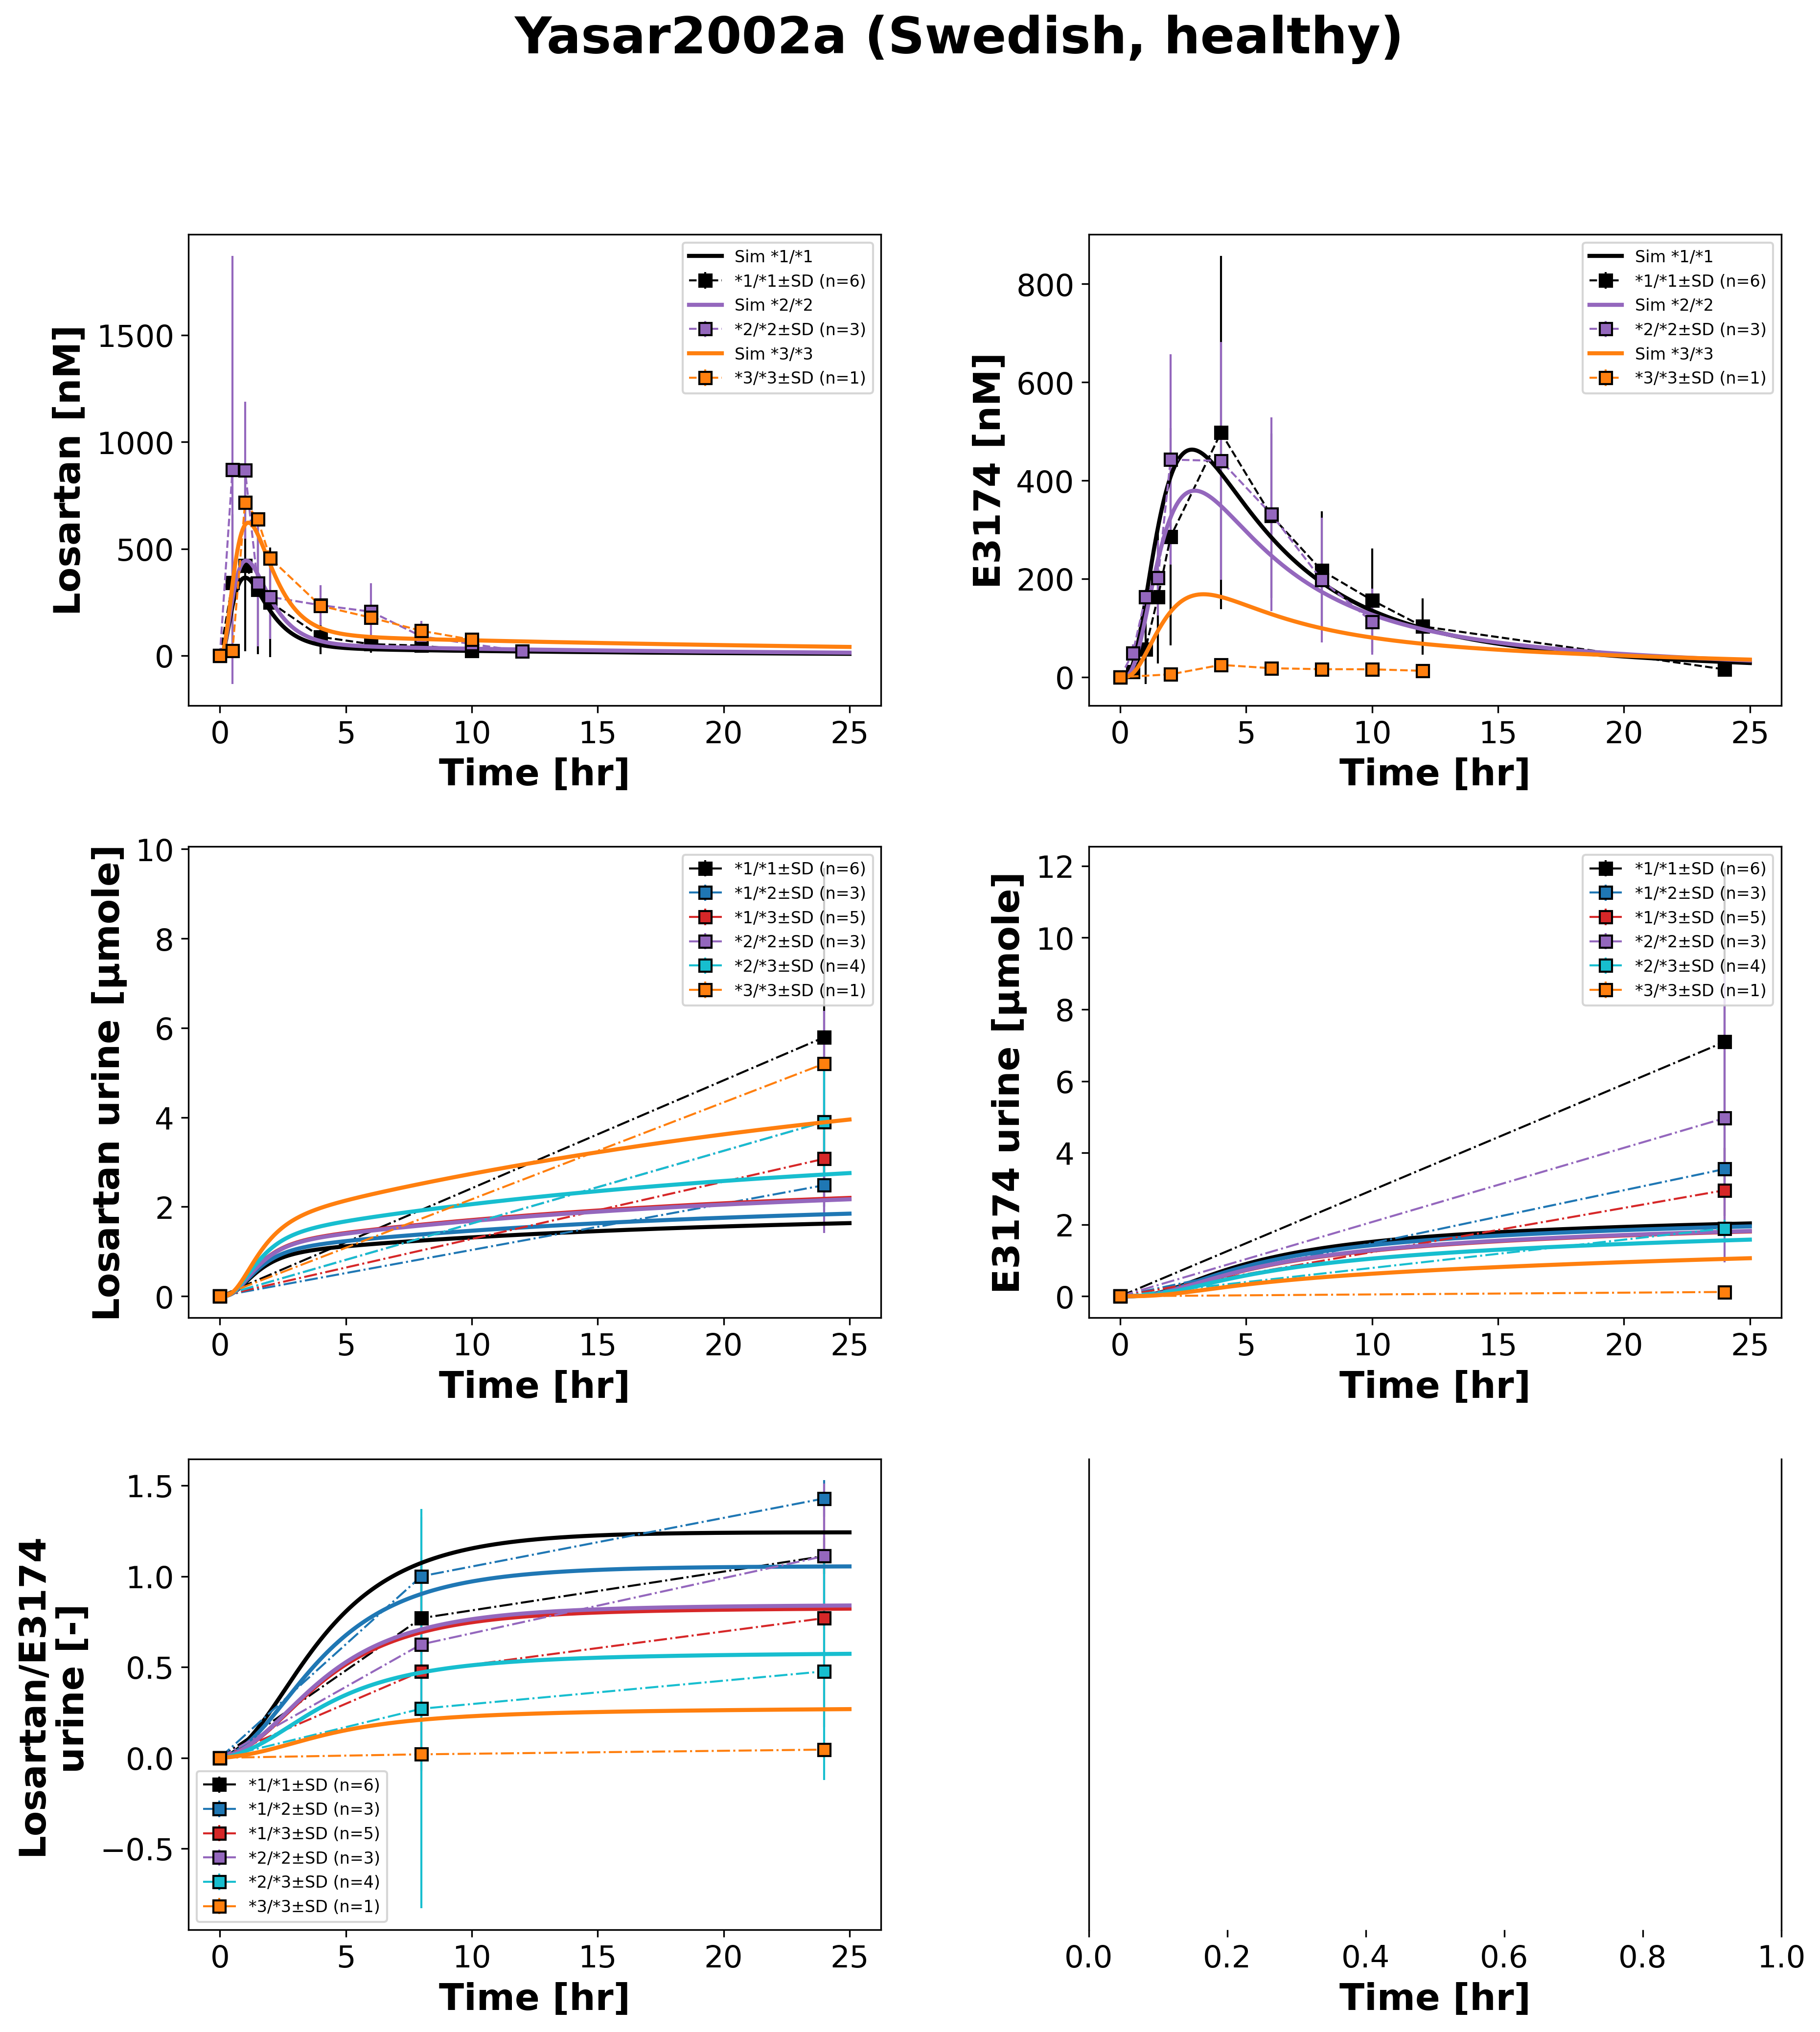 Yasar2002a (Swedish, healthy)
Losartan [nM]
1500
1000
500
0
Sim *1/*1
*1/*1±SD (n=6)
Sim *2/*2
*2/*2±SD (n=3)
Sim *3/*3
*3/*3±SD (n=1)
0 5 10 15 20 25
Time [hr]
E3174 [nM]
800
600
400
200
0
Sim *1/*1
*1/*1±SD (n=6)
Sim *2/*2
*2/*2±SD (n=3)
Sim *3/*3
*3/*3±SD (n=1)
0 5 10 15 20 25
Time [hr]
Losartan urine [µmole]
10
8
6
4
2
0
*1/*1±SD (n=6)
*1/*2±SD (n=3)
*1/*3±SD (n=5)
*2/*2±SD (n=3)
*2/*3±SD (n=4)
*3/*3±SD (n=1)
0 5 10 15 20 25
Time [hr]
E3174 urine [µmole]
12
10
8
6
4
2
0
*1/*1±SD (n=6)
*1/*2±SD (n=3)
*1/*3±SD (n=5)
*2/*2±SD (n=3)
*2/*3±SD (n=4)
*3/*3±SD (n=1)
0 5 10 15 20 25
Time [hr]
Losartan/E3174
urine [-]
1.5
1.0
0.5
0.0
−0.5
*1/*1±SD (n=6)
*1/*2±SD (n=3)
*1/*3±SD (n=5)
*2/*2±SD (n=3)
*2/*3±SD (n=4)
*3/*3±SD (n=1)
0 5 10 15 20 25
Time [hr]
0.0 0.2 0.4 0.6 0.8 1.0
Time [hr]